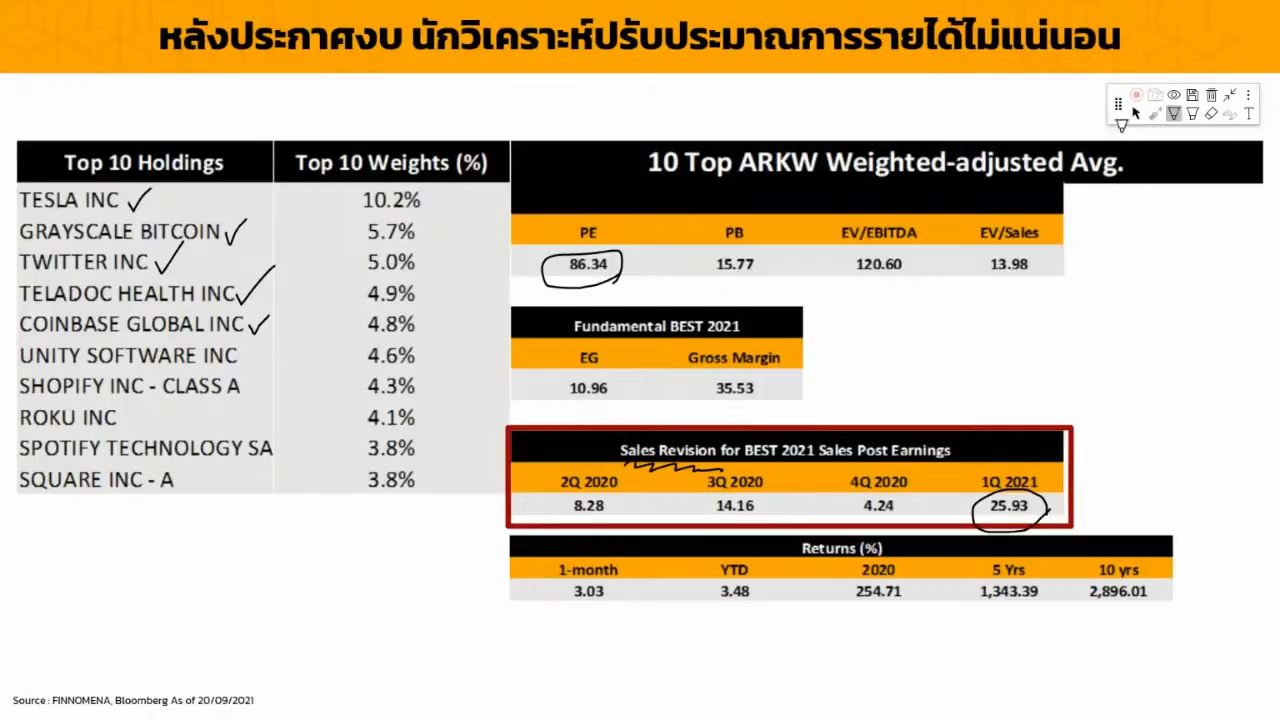 หลังประกาศงบ นักวิเคราะห์ปรับประมาณการรายได้ไม่แน่นอน
Top 10 Holdings Top 10 Weights (%)
TESLA INC 10.2%
GRAYSCALE BITCOIN 5.7%
TWITTER INC 5.0%
TELADOC HEALTH INC 4.9%
COINBASE GLOBAL INC 4.8%
UNITY SOFTWARE INC 4.6%
SHOPIFY INC - CLASS A 4.3%
ROKU INC 4.1%
SPOTIFY TECHNOLOGY SA 3.8%
SQUARE INC - A 3.8%
10 Top ARKW Weighted-adjusted Avg.
PE PB EV/EBITDA EV/Sales
86.34 15.77 120.60 13.98
Fundamental BEST 2021
EG Gross Margin
10.96 35.53
Sales Revision for BEST 2021 Sales Post Earnings
2Q 2020 3Q 2020 4Q 2020 1Q 2021
8.28 14.16 4.24 25.93
Returns (%)
1-month YTD 2020 5 Yrs 10 yrs
3.03 3.48 254.71 1,343.39 2,896.01
Source : FINNOMENA, Bloomberg As of 20/09/2021